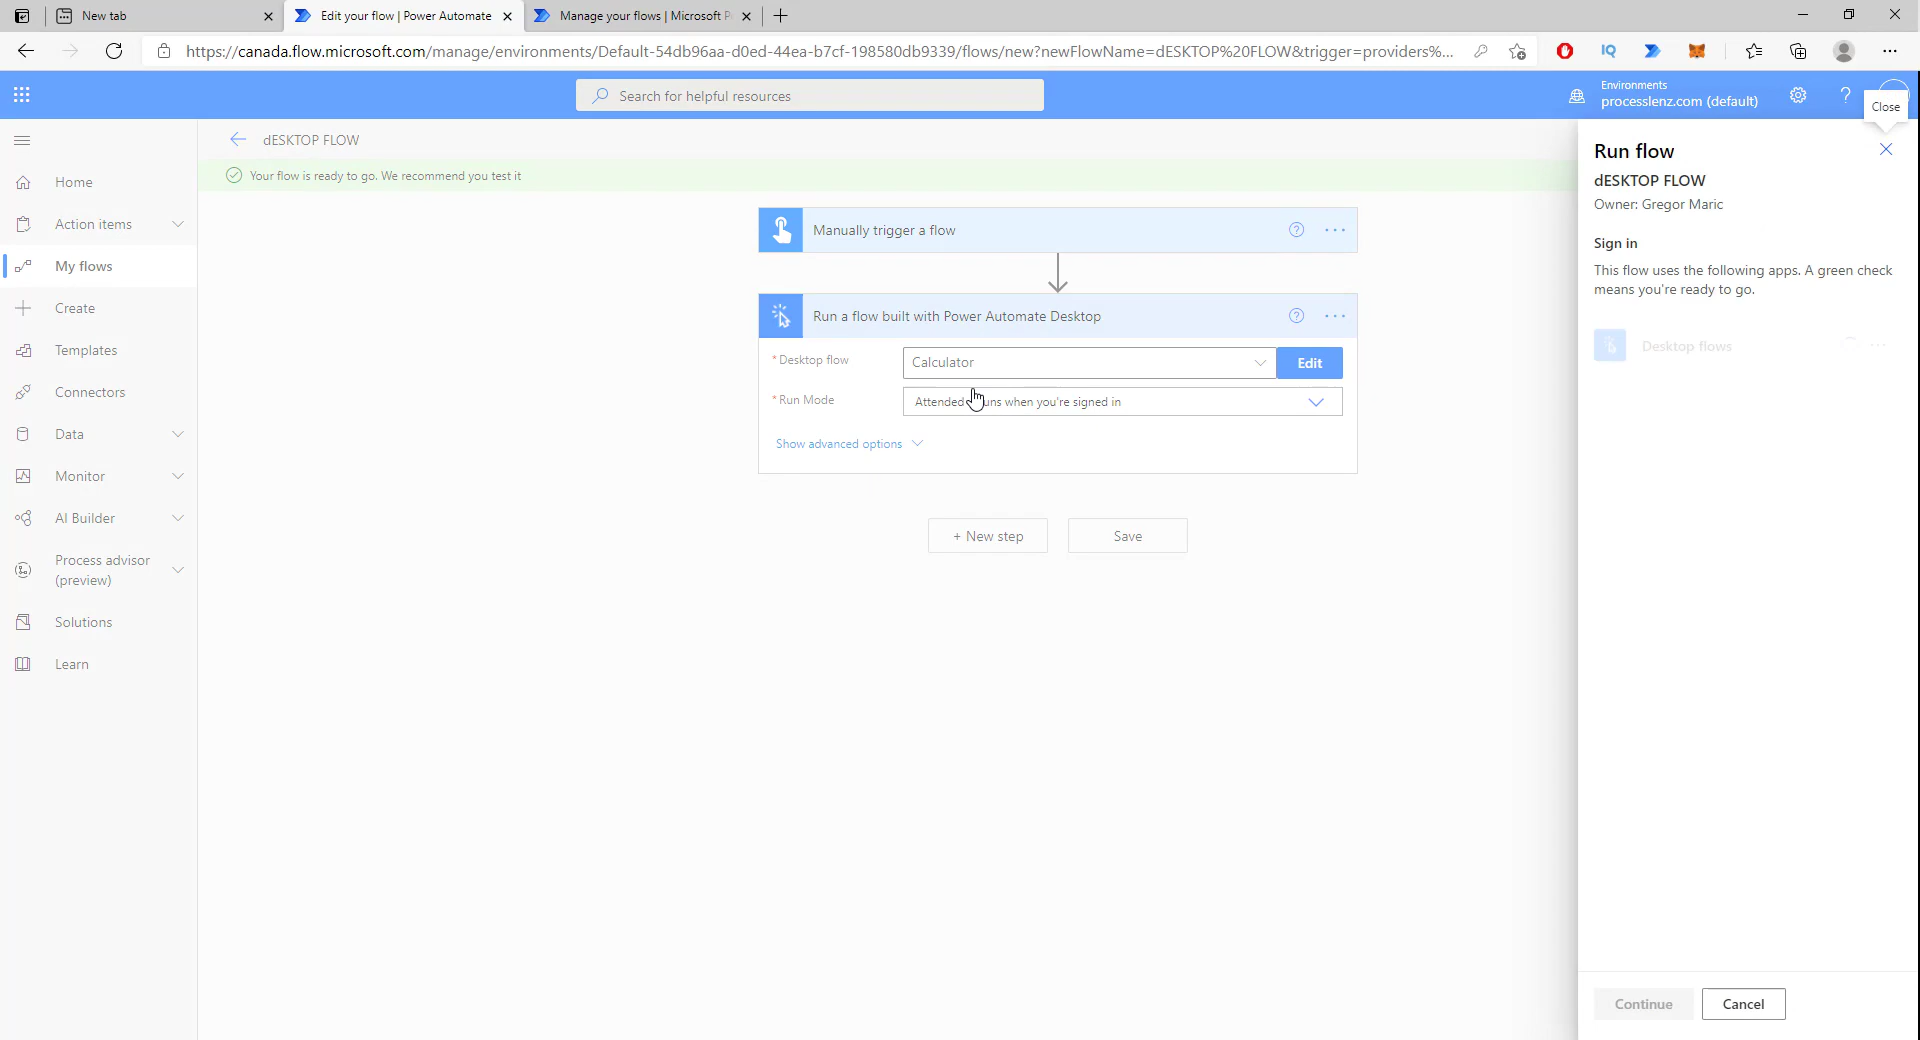 New tab
Edit your flow | Power Automate
Manage your flows | Microsoft P
https://canada.flow.microsoft.com/manage/environments/Default-54db96aa-d0ed-44ea-b7cf-198580db9339/flows/new?newFlowName=dESKTOP%20FLOW&trigger=providers%...
IQ
Search for helpful resources
Environments
processlenz.com (default)
?
Close
Home
Action items
My flows
Create
Templates
Connectors
Data
Monitor
AI Builder
Process advisor
(preview)
Solutions
Learn
dESKTOP FLOW
Your flow is ready to go. We recommend you test it
Manually trigger a flow
Run a flow built with Power Automate Desktop
* Desktop flow
Calculator
Edit
* Run Mode
Attended you're signed in
Show advanced options
+ New step
Save
Run flow
dESKTOP FLOW
Owner: Gregor Maric
Sign in
This flow uses the following apps. A green check
means you're ready to go.
Desktop flows
Continue
Cancel